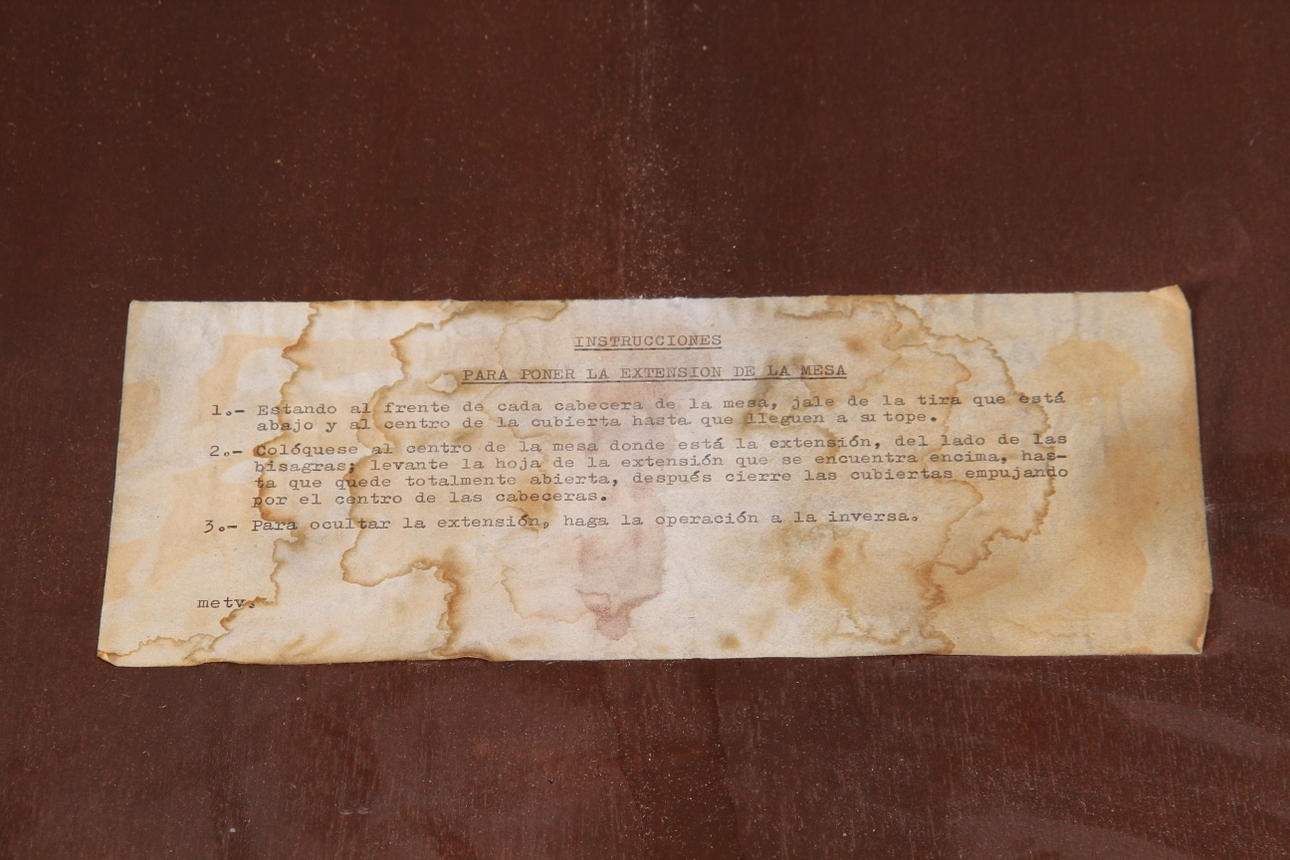 INSTRUCCIONES
PARA PONER LA EXTENSION DE LA MESA
1.- Estando al frente de cada cabecera de la mesa, jale de la tira que está
abajo y al centro de la cubierta hasta que lleguen a su tope.
2.- Colóquese al centro de la mesa donde está la extensión, del lado de las
bisagras; levante la hoja de la extensión que se encuentra encima, has-
ta que quede totalmente abierta, después cierre las cubiertas empujando
por el centro de las cabeceras.
3.- Para ocultar la extensión, haga la operación a la inversa.
metv.